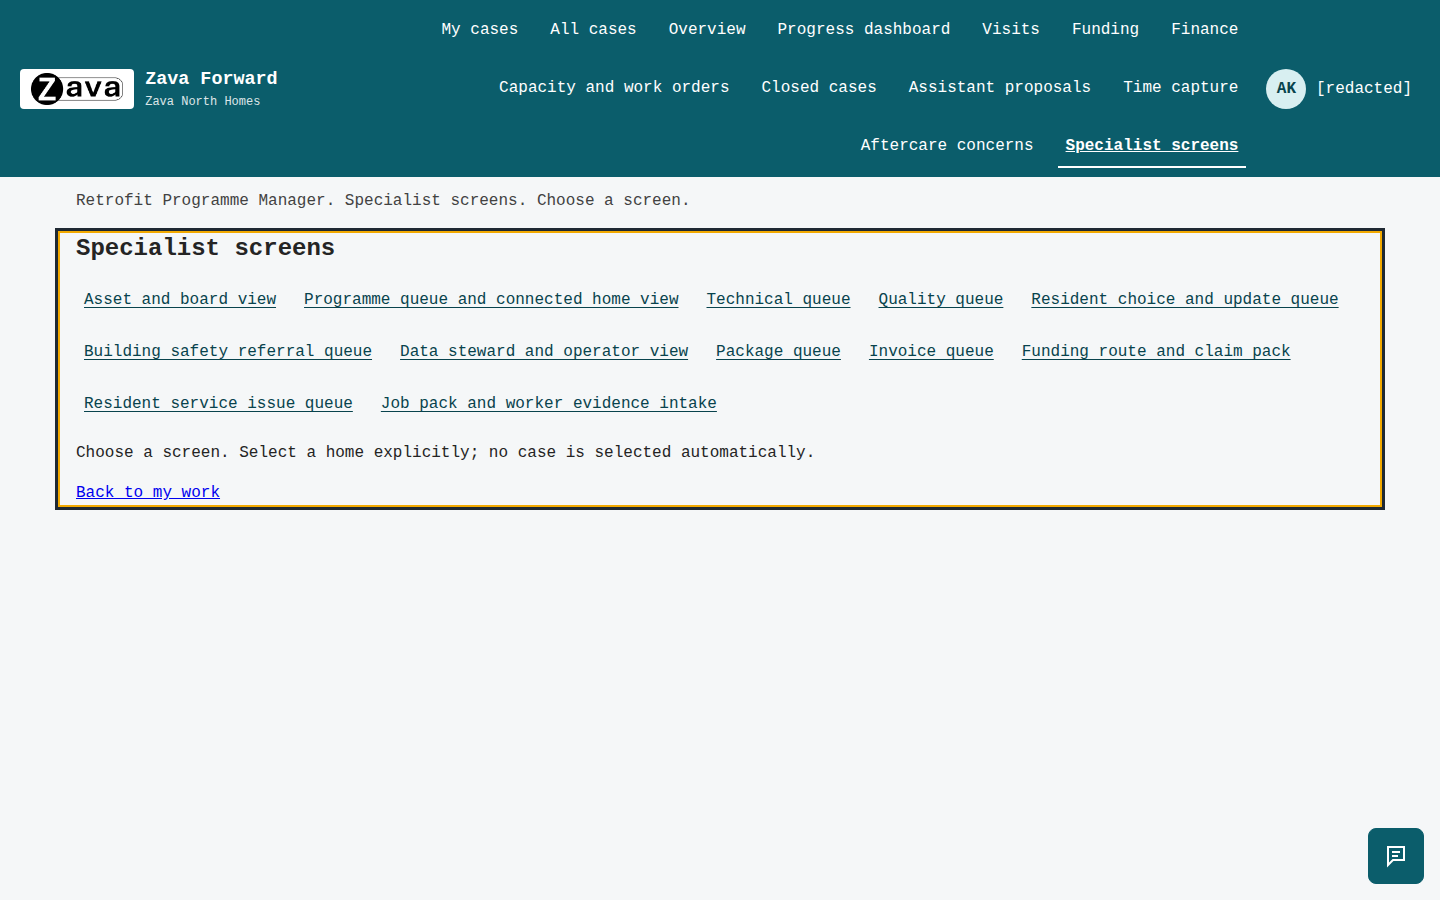 My cases All cases Overview Progress dashboard Visits Funding Finance
Zava Zava Forward
Zava North Homes
Capacity and work orders Closed cases Assistant proposals Time capture
AK [redacted]
Aftercare concerns Specialist screens
Retrofit Programme Manager. Specialist screens. Choose a screen.
Specialist screens
Asset and board view Programme queue and connected home view Technical queue Quality queue Resident choice and update queue
Building safety referral queue Data steward and operator view Package queue Invoice queue Funding route and claim pack
Resident service issue queue Job pack and worker evidence intake
Choose a screen. Select a home explicitly; no case is selected automatically.
Back to my work